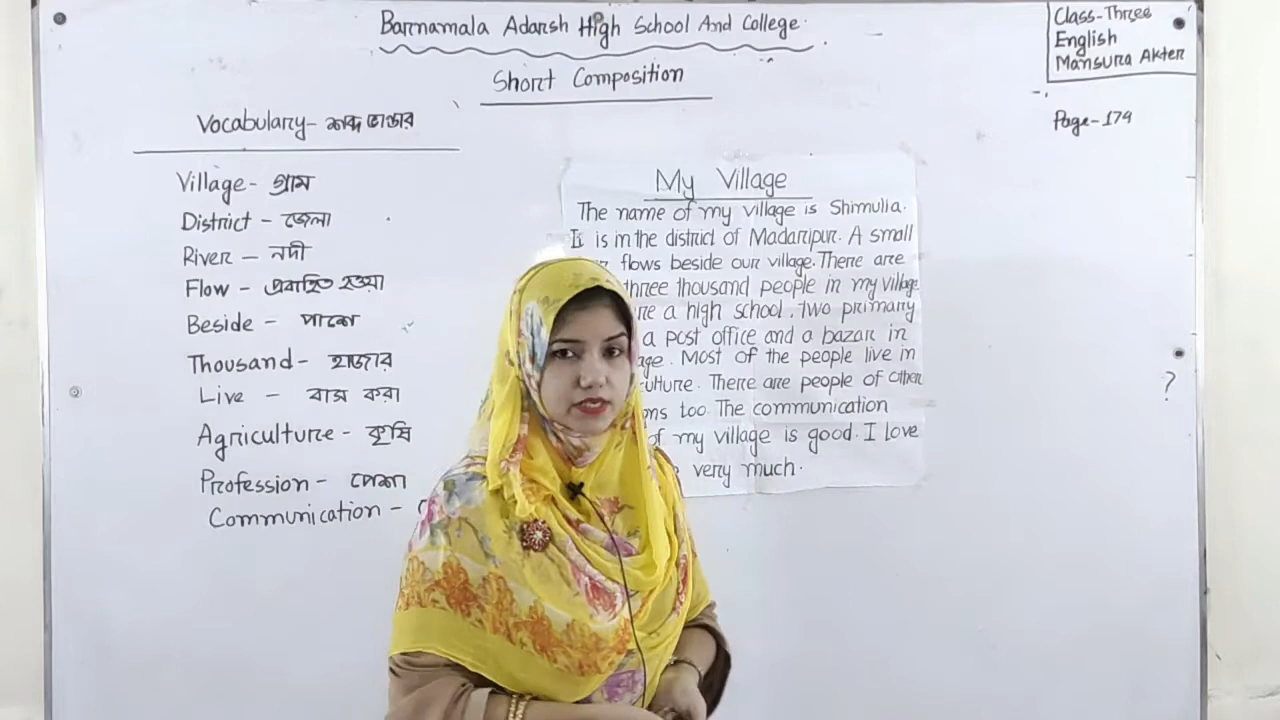 Barnamala Adarsh High School And College.
Short Composition
Class-Three
English
Mansura Akter
Page-174
Vocabulary- শব্দ ভান্ডার
Village- গ্রাম
District - জেলা
River - নদী
Flow - প্রবাহিত হওয়া
Beside - পাশে
Thousand - হাজার
Live - বাস করা
Agriculture - কৃষি
Profession - পেশা
Communication -
My Village
The name of my village is Shimulia.
It is in the district of Madaripur. A small
flows beside our village. There are
three thousand people in my village
a high school, two primary
a post office and a bazar in
Most of the people live in
There are people of other
too. The communication
of my village is good. I love
very much.
?